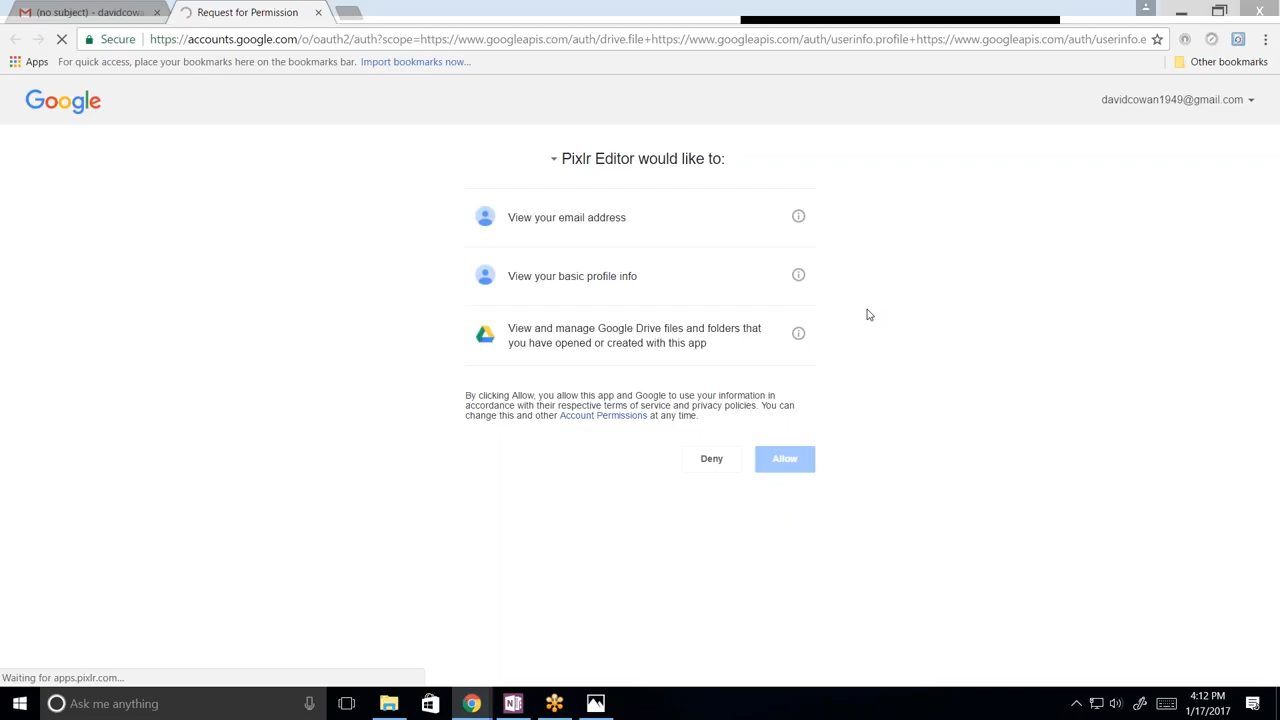 (no subject) - davidcowa
Request for Permission
Secure
https://accounts.google.com/o/oauth2/auth?scope=https://www.googleapis.com/auth/drive.file+https://www.googleapis.com/auth/userinfo.profile+https://www.googleapis.com/auth/userinfo.e
Apps
For quick access, place your bookmarks here on the bookmarks bar. Import bookmarks now...
Other bookmarks
Google
davidcowan1949@gmail.com
Pixlr Editor would like to:
View your email address
View your basic profile info
View and manage Google Drive files and folders that
you have opened or created with this app
By clicking Allow, you allow this app and Google to use your information in
accordance with their respective terms of service and privacy policies. You can
change this and other Account Permissions at any time.
Deny
Allow
Waiting for apps.pixlr.com...
Ask me anything
4:12 PM
1/17/2017